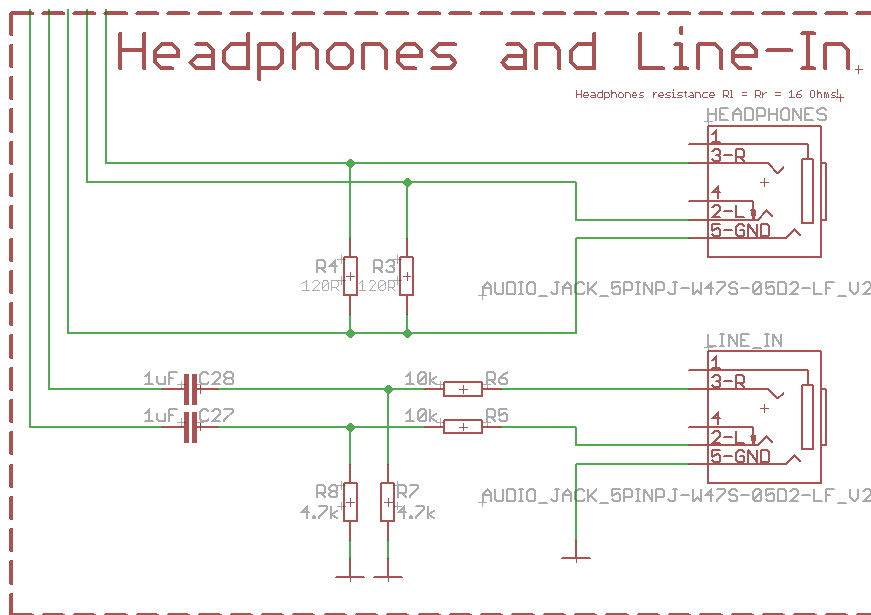 Headphones and Line-In
Headphones resistance Rl = Rr = 16 Ohms!
HEADPHONES
1
3-R
4
2-L
5-GND
R4
120R
R3
120R
AUDIO_JACK_5PINPJ-W47S-05D2-LF_V2
LINE_IN
1
3-R
4
2-L
5-GND
1uF C28
10k R6
1uF C27
10k R5
R8
4.7k
R7
4.7k
AUDIO_JACK_5PINPJ-W47S-05D2-LF_V2